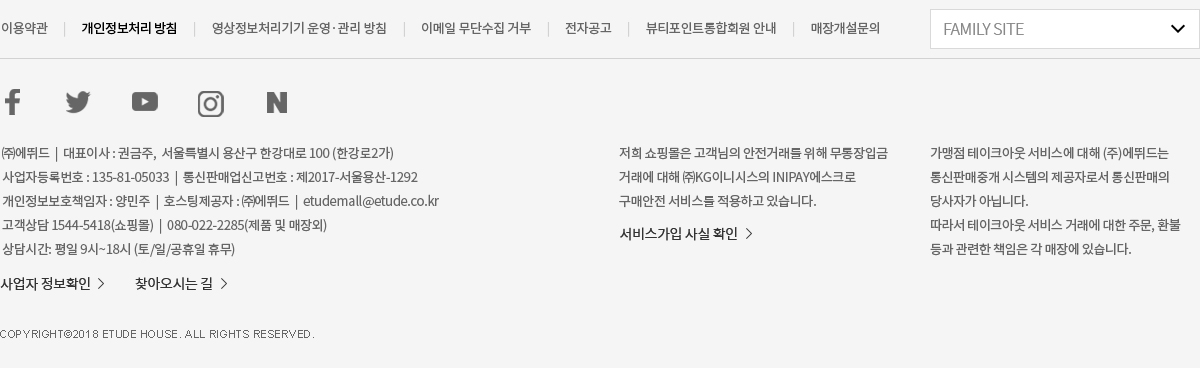 이용약관 | 개인정보처리 방침 | 영상정보처리기기 운영·관리 방침 | 이메일 무단수집 거부 | 전자공고 | 뷰티포인트통합회원 안내 | 매장개설문의
FAMILY SITE
㈜에뛰드 | 대표이사 : 권금주, 서울특별시 용산구 한강대로 100 (한강로2가)
사업자등록번호 : 135-81-05033 | 통신판매업신고번호 : 제2017-서울용산-1292
개인정보보호책임자 : 양민주 | 호스팅제공자 : ㈜에뛰드 | etudemall@etude.co.kr
고객상담 1544-5418(쇼핑몰) | 080-022-2285(제품 및 매장외)
상담시간: 평일 9시~18시 (토/일/공휴일 휴무)
사업자 정보확인 > 찾아오시는 길 >
저희 쇼핑몰은 고객님의 안전거래를 위해 무통장입금
거래에 대해 ㈜KG이니시스의 INIPAY에스크로
구매안전 서비스를 적용하고 있습니다.
서비스가입 사실 확인 >
가맹점 테이크아웃 서비스에 대해 (주)에뛰드는
통신판매중개 시스템의 제공자로서 통신판매의
당사자가 아닙니다.
따라서 테이크아웃 서비스 거래에 대한 주문, 환불
등과 관련한 책임은 각 매장에 있습니다.
COPYRIGHT©2018 ETUDE HOUSE. ALL RIGHTS RESERVED.